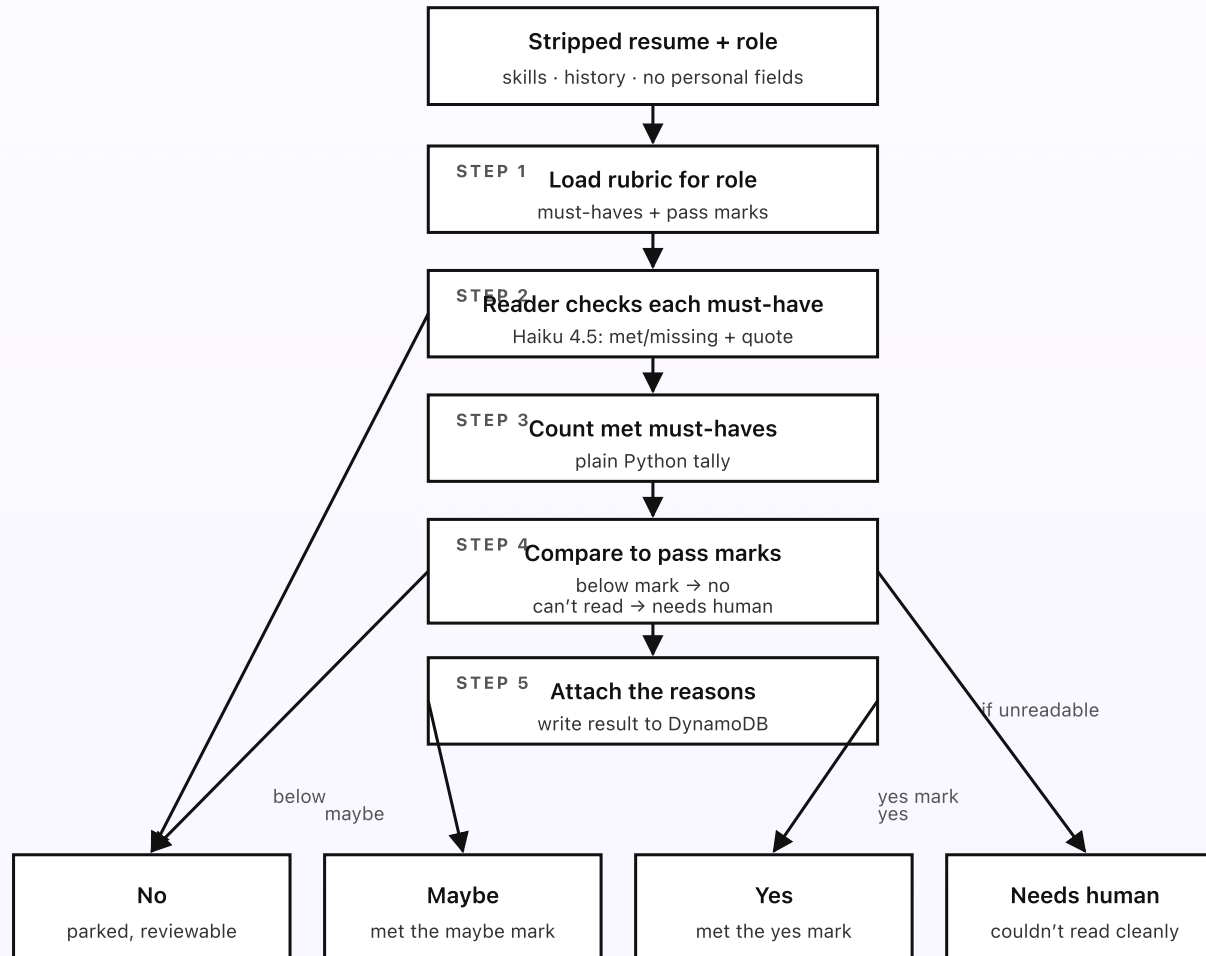 Stripped resume + role
skills · history · no personal fields
STEP 1
Load rubric for role
must-haves + pass marks
STEP 2
Reader checks each must-have
Haiku 4.5: met/missing + quote
STEP 3
Count met must-haves
plain Python tally
STEP 4
Compare to pass marks
below mark → no
can’t read → needs human
STEP 5
Attach the reasons
write result to DynamoDB
if unreadable
below
maybe
yes mark
yes
No
parked, reviewable
Maybe
met the maybe mark
Yes
met the yes mark
Needs human
couldn’t read cleanly